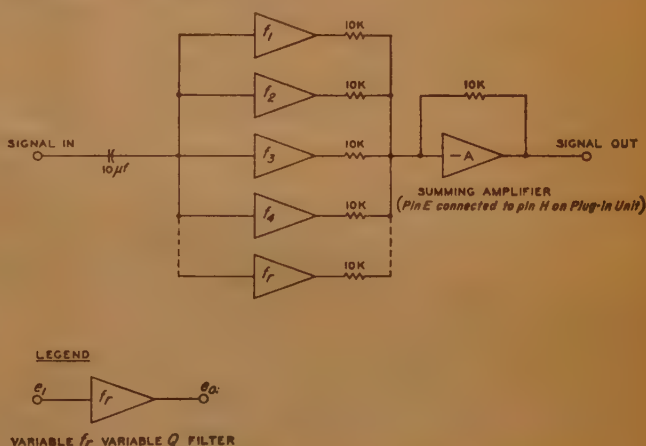 f1
10K
f2
10K
10K
SIGNAL IN
10µf
f3
10K
-A
SIGNAL OUT
SUMMING AMPLIFIER
(Pin E connected to pin H on Plug-In Unit)
f4
10K
fr
10K
LEGEND
e1
fr
e0
VARIABLE fr VARIABLE Q FILTER